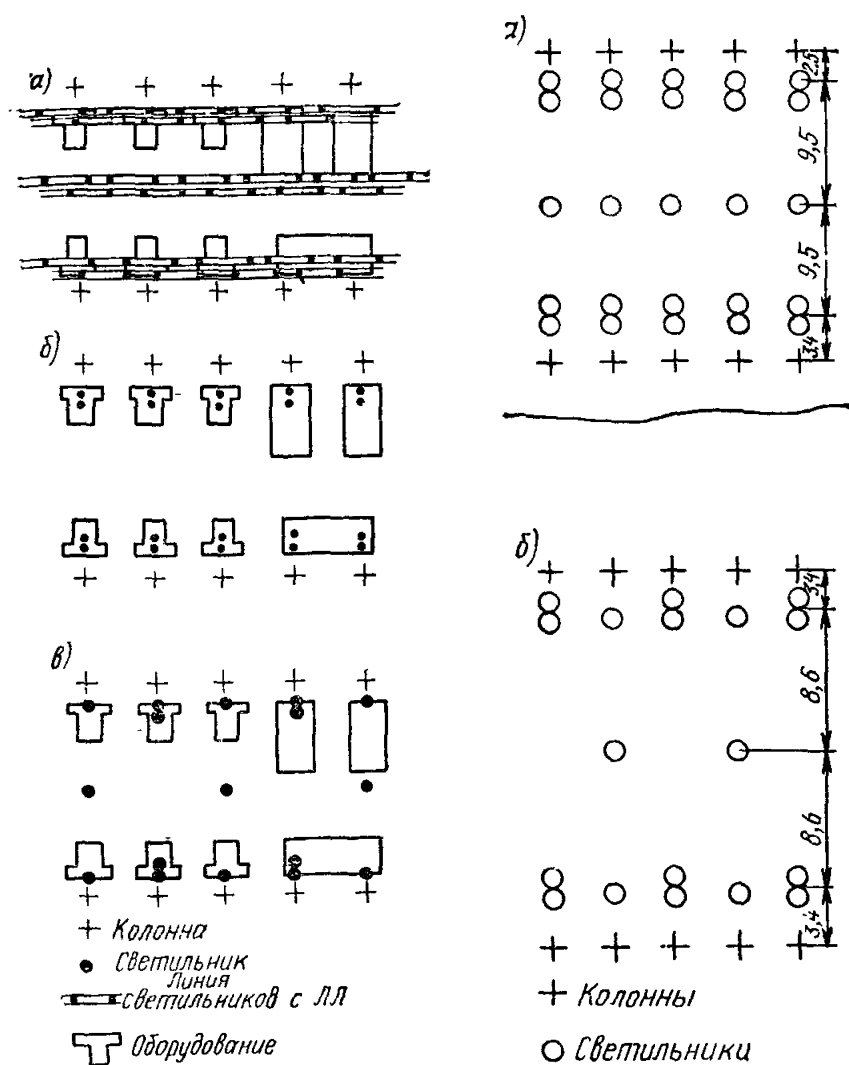 а)
б)
в)
Колонна
Светильник
Линия
светильников с ЛЛ
Оборудование
а)
2,5
9,5
9,5
3,4
б)
3,4
8,6
8,6
3,4
Колонны
Светильники